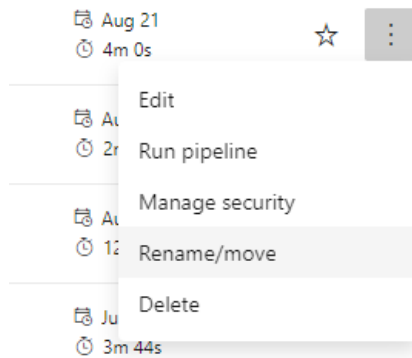 Aug 21
4m 0s
Edit
Run pipeline
Manage security
Rename/move
Delete
3m 44s